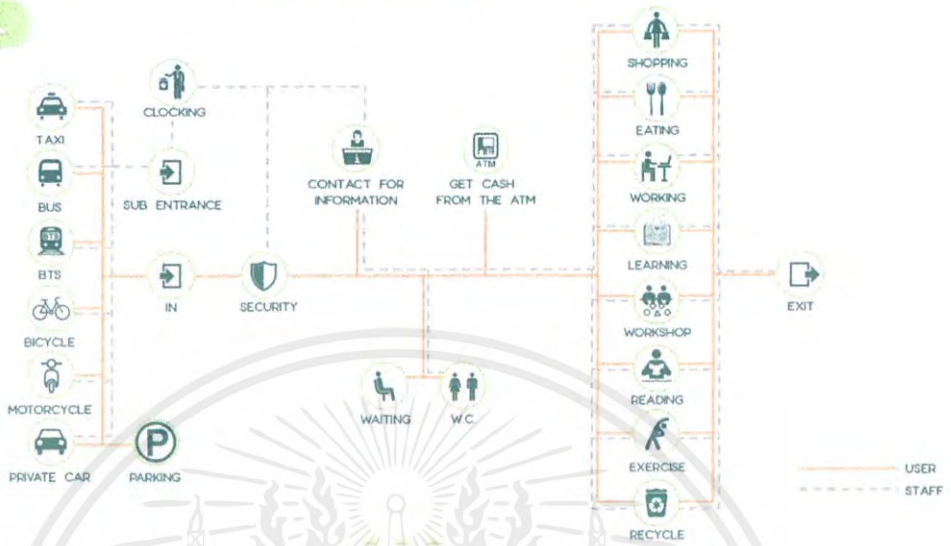 SHOPPING
EATING
WORKING
LEARNING
WORKSHOP
READING
EXERCISE
RECYCLE
TAXI
BUS
BTS
BICYCLE
MOTORCYCLE
PRIVATE CAR
PARKING
P
CLOCKING
SUB ENTRANCE
IN
SECURITY
CONTACT FOR
INFORMATION
ATM
GET CASH
FROM THE ATM
WAITING
W.C.
EXIT
USER
STAFF